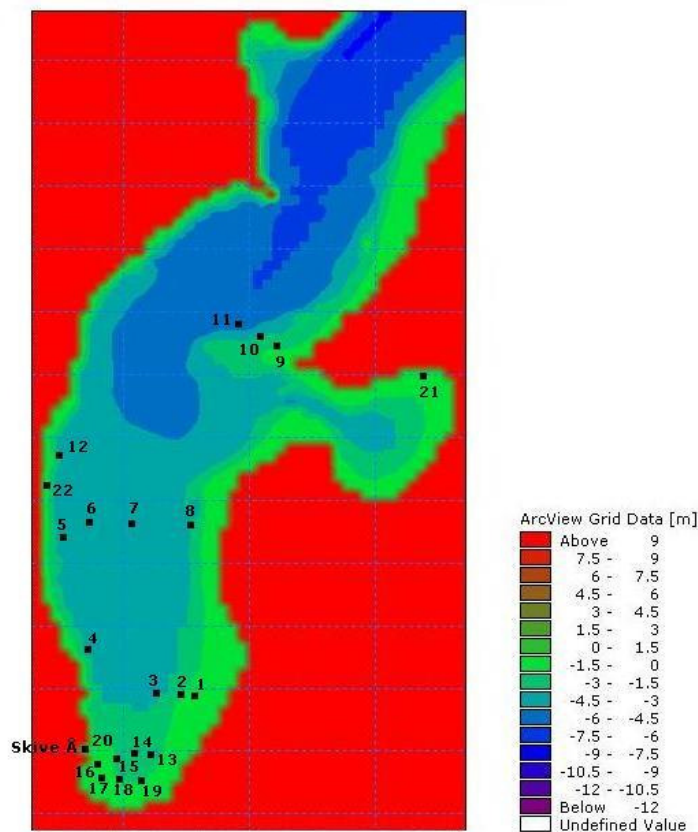 11
10
9
21
12
22
6
7
8
5
4
3
2
1
Skive Å
20
14
13
15
16
17
18
19
ArcView Grid Data [m]
Above 9
7.5 - 9
6 - 7.5
4.5 - 6
3 - 4.5
1.5 - 3
0 - 1.5
-1.5 - 0
-3 - -1.5
-4.5 - -3
-6 - -4.5
-7.5 - -6
-9 - -7.5
-10.5 - -9
-12 - -10.5
Below -12
Undefined Value